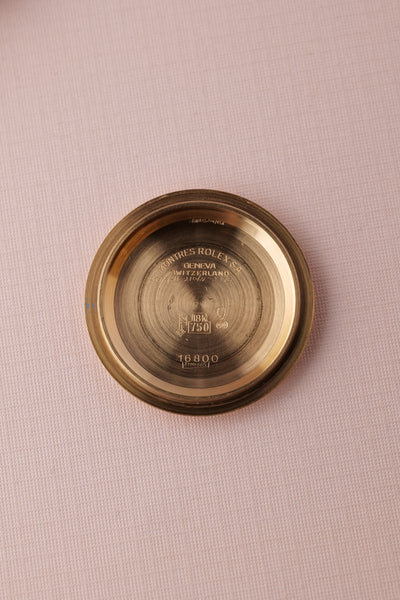 MONTRES ROLEX S.A
GENEVA
SWITZERLAND
18K
750
16800